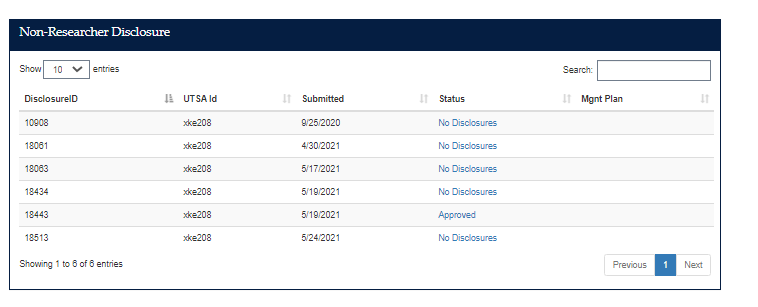 Non-Researcher Disclosure
Show 10 entries Search:
DisclosureID UTSA Id Submitted Status Mgnt Plan
10908 xke208 9/25/2020 No Disclosures
18061 xke208 4/30/2021 No Disclosures
18063 xke208 5/17/2021 No Disclosures
18434 xke208 5/19/2021 No Disclosures
18443 xke208 5/19/2021 Approved
18513 xke208 5/24/2021 No Disclosures
Showing 1 to 6 of 6 entries Previous 1 Next